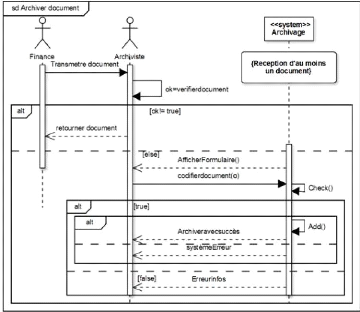 sd Archiver document
<<system>>
Archivage
Finance
Archiviste
{Reception d'au moins
un document}
Transmetre document
ok=verifierdocument
alt
[ok!= true]
retourner document
[else]
AfficherFormulaire()
codifierdocument(o)
Check()
alt
[true]
alt
Add()
Archiveravecsuccès
systemeErreur
[false]
Erreurinfos